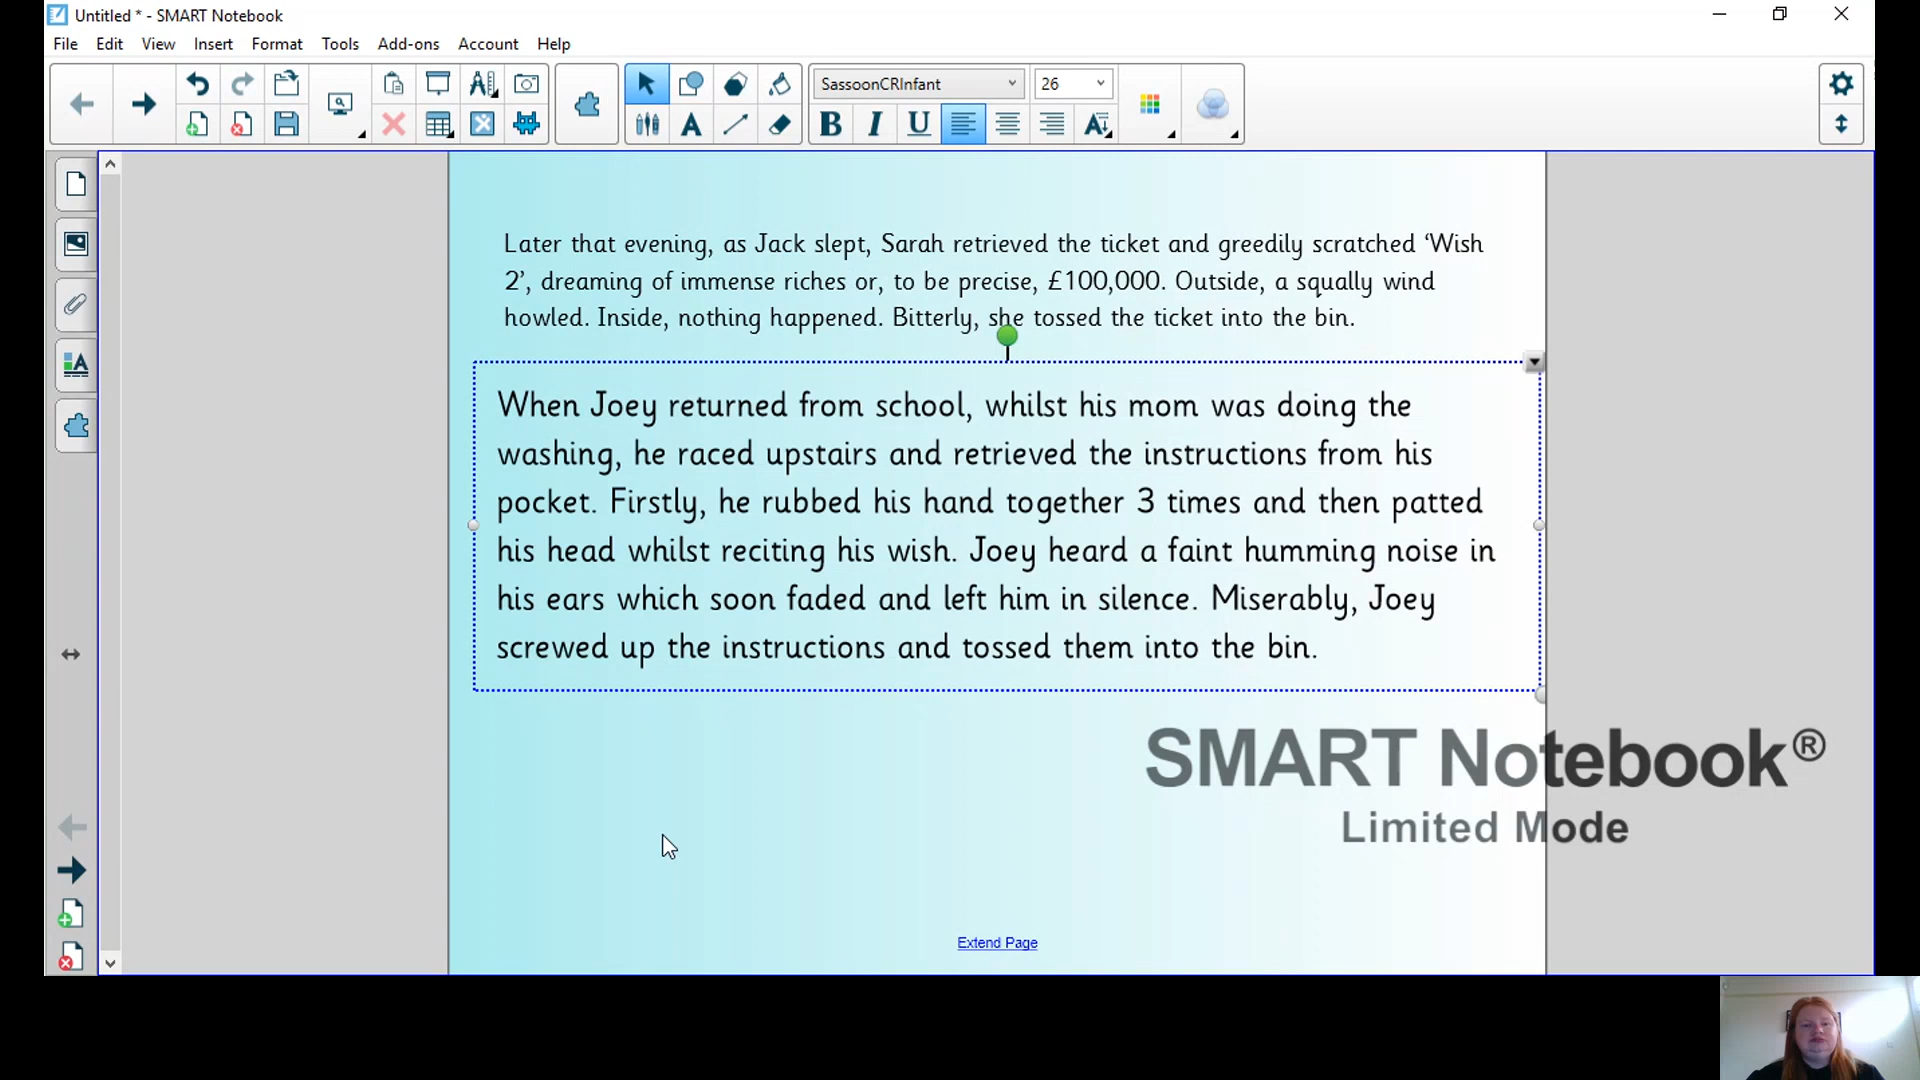 Untitled * - SMART Notebook
File Edit View Insert Format Tools Add-ons Account Help
SassoonCRInfant 26
B I U
Later that evening, as Jack slept, Sarah retrieved the ticket and greedily scratched ‘Wish
2’, dreaming of immense riches or, to be precise, £100,000. Outside, a squally wind
howled. Inside, nothing happened. Bitterly, she tossed the ticket into the bin.
When Joey returned from school, whilst his mom was doing the
washing, he raced upstairs and retrieved the instructions from his
pocket. Firstly, he rubbed his hand together 3 times and then patted
his head whilst reciting his wish. Joey heard a faint humming noise in
his ears which soon faded and left him in silence. Miserably, Joey
screwed up the instructions and tossed them into the bin.
SMART Notebook®
Limited Mode
Extend Page